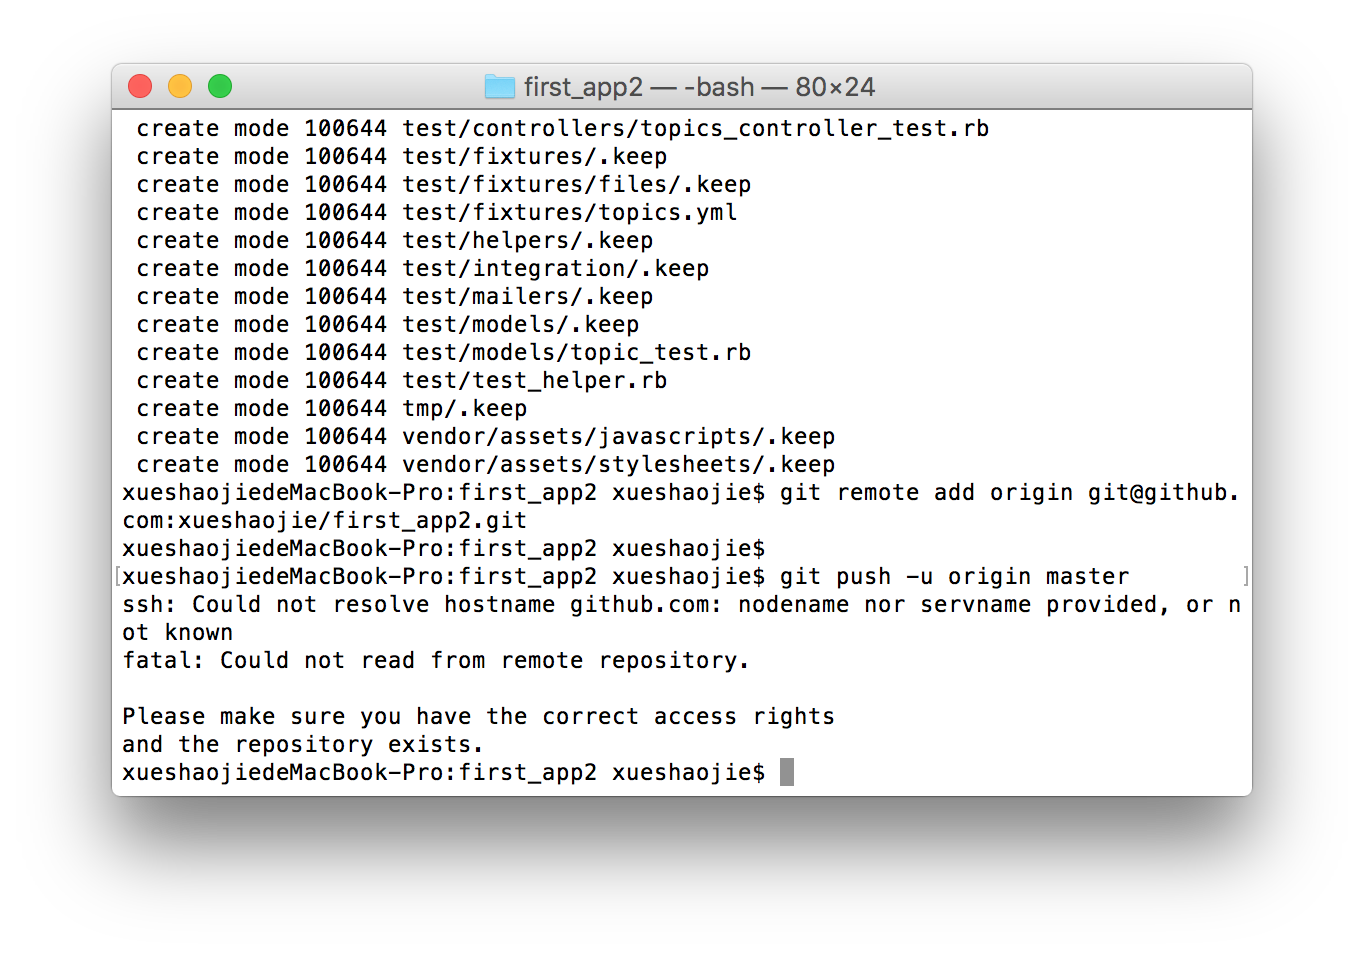 first_app2 — -bash — 80×24
create mode 100644 test/controllers/topics_controller_test.rb
create mode 100644 test/fixtures/.keep
create mode 100644 test/fixtures/files/.keep
create mode 100644 test/fixtures/topics.yml
create mode 100644 test/helpers/.keep
create mode 100644 test/integration/.keep
create mode 100644 test/mailers/.keep
create mode 100644 test/models/.keep
create mode 100644 test/models/topic_test.rb
create mode 100644 test/test_helper.rb
create mode 100644 tmp/.keep
create mode 100644 vendor/assets/javascripts/.keep
create mode 100644 vendor/assets/stylesheets/.keep
xueshaojiedeMacBook-Pro:first_app2 xueshaojie$ git remote add origin git@github.
com:xueshaojie/first_app2.git
xueshaojiedeMacBook-Pro:first_app2 xueshaojie$
[xueshaojiedeMacBook-Pro:first_app2 xueshaojie$ git push -u origin master ]
ssh: Could not resolve hostname github.com: nodename nor servname provided, or n
ot known
fatal: Could not read from remote repository.
Please make sure you have the correct access rights
and the repository exists.
xueshaojiedeMacBook-Pro:first_app2 xueshaojie$